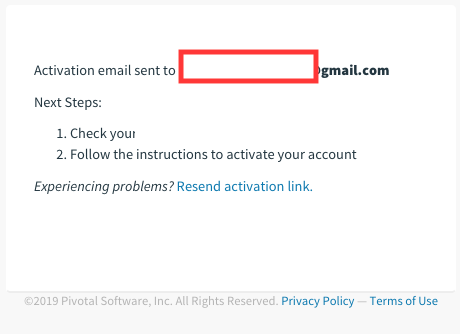 Activation email sent to @gmail.com
Next Steps:
1. Check your
2. Follow the instructions to activate your account
Experiencing problems? Resend activation link.
©2019 Pivotal Software, Inc. All Rights Reserved. Privacy Policy — Terms of Use